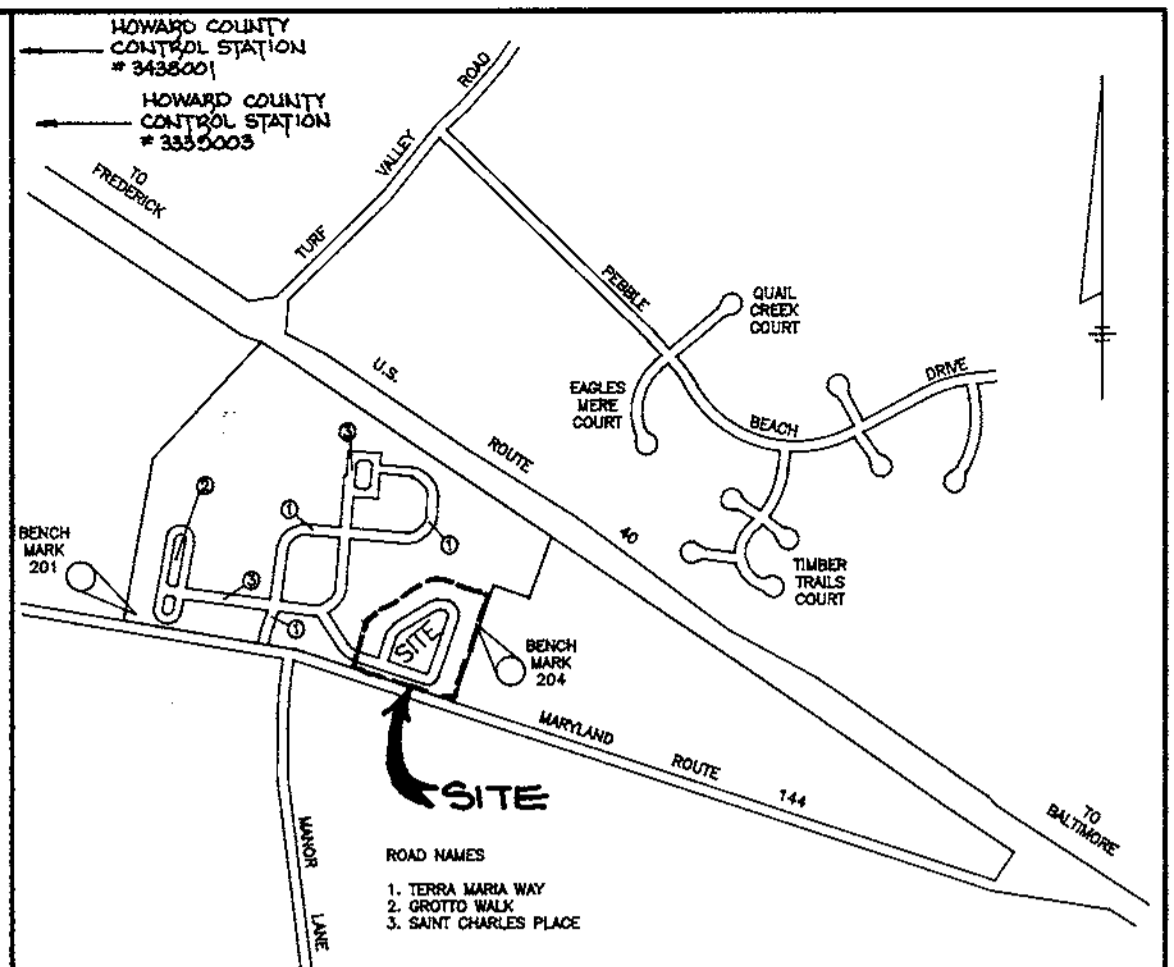 HOWARD COUNTY
CONTROL STATION
# 3438001
HOWARD COUNTY
CONTROL STATION
# 3335003
TO
FREDERICK
TURF
VALLEY
ROAD
PEBBLE
BEACH
DRIVE
QUAIL
CREEK
COURT
EAGLES
MERE
COURT
TIMBER
TRAILS
COURT
U.S.
ROUTE
40
3
2
1
1
3
1
BENCH
MARK
201
SITE
BENCH
MARK
204
MARYLAND
ROUTE
144
TO
BALTIMORE
SITE
MANOR
LANE
ROAD NAMES
1. TERRA MARIA WAY
2. GROTTO WALK
3. SAINT CHARLES PLACE